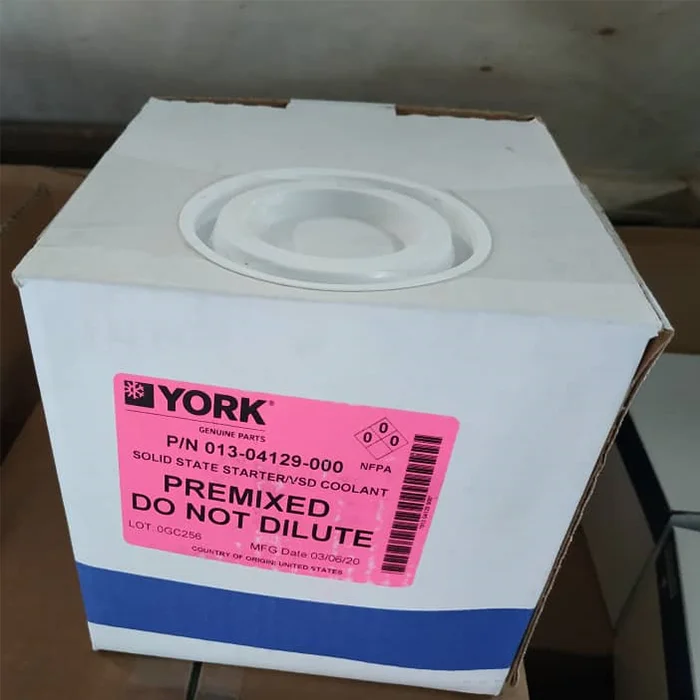 YORK®
GENUINE PARTS
P/N 013-04129-000
SOLID STATE STARTER/VSD COOLANT
PREMIXED
DO NOT DILUTE
LOT: 0GC256
MFG Date 03/06/20
COUNTRY OF ORIGIN: UNITED STATES
0
0 0
0
NFPA